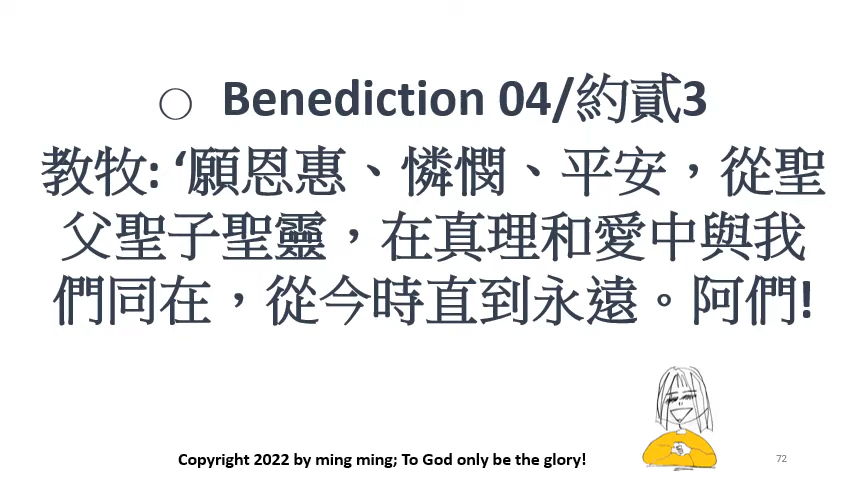 ○ Benediction 04/約貳3
教牧: ‘願恩惠、憐憫、平安，從聖
父聖子聖靈，在真理和愛中與我
們同在，從今時直到永遠。阿們!
Copyright 2022 by ming ming; To God only be the glory!
72